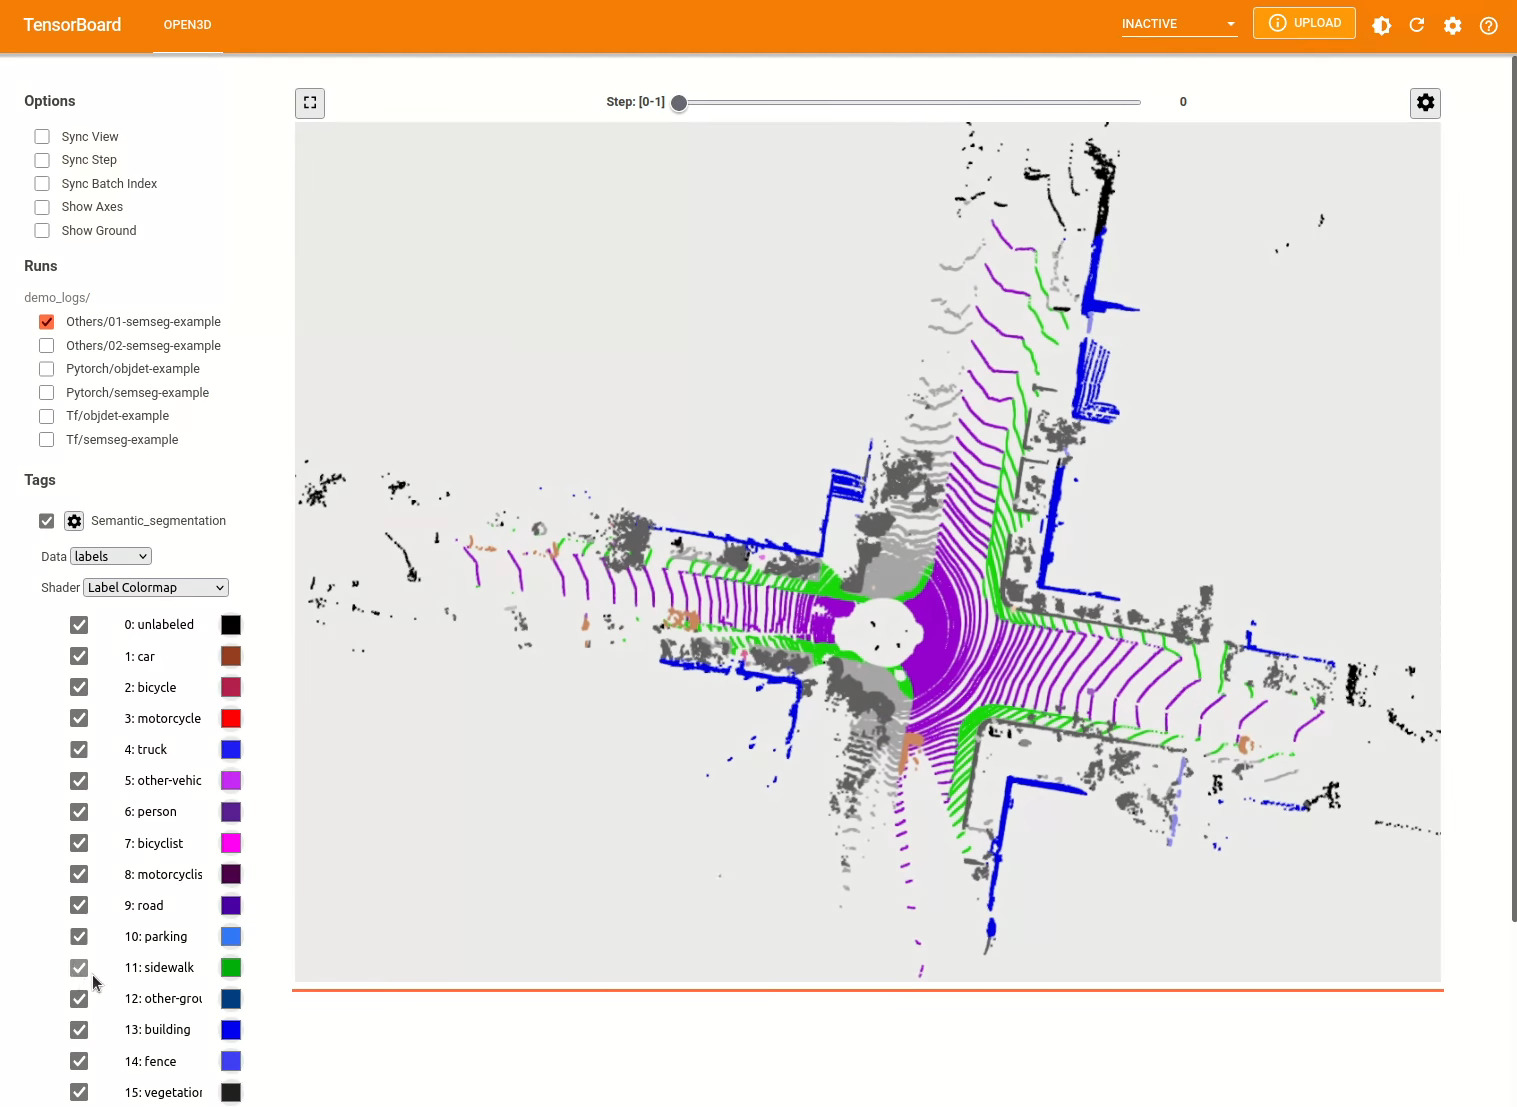 TensorBoard OPEN3D INACTIVE UPLOAD
Options
Step: [0-1] 0
Sync View
Sync Step
Sync Batch Index
Show Axes
Show Ground
Runs
demo_logs/
Others/01-semseg-example
Others/02-semseg-example
Pytorch/objdet-example
Pytorch/semseg-example
Tf/objdet-example
Tf/semseg-example
Tags
Semantic_segmentation
Data labels
Shader Label Colormap
0: unlabeled
1: car
2: bicycle
3: motorcycle
4: truck
5: other-vehic
6: person
7: bicyclist
8: motorcyclis
9: road
10: parking
11: sidewalk
12: other-grou
13: building
14: fence
15: vegetation